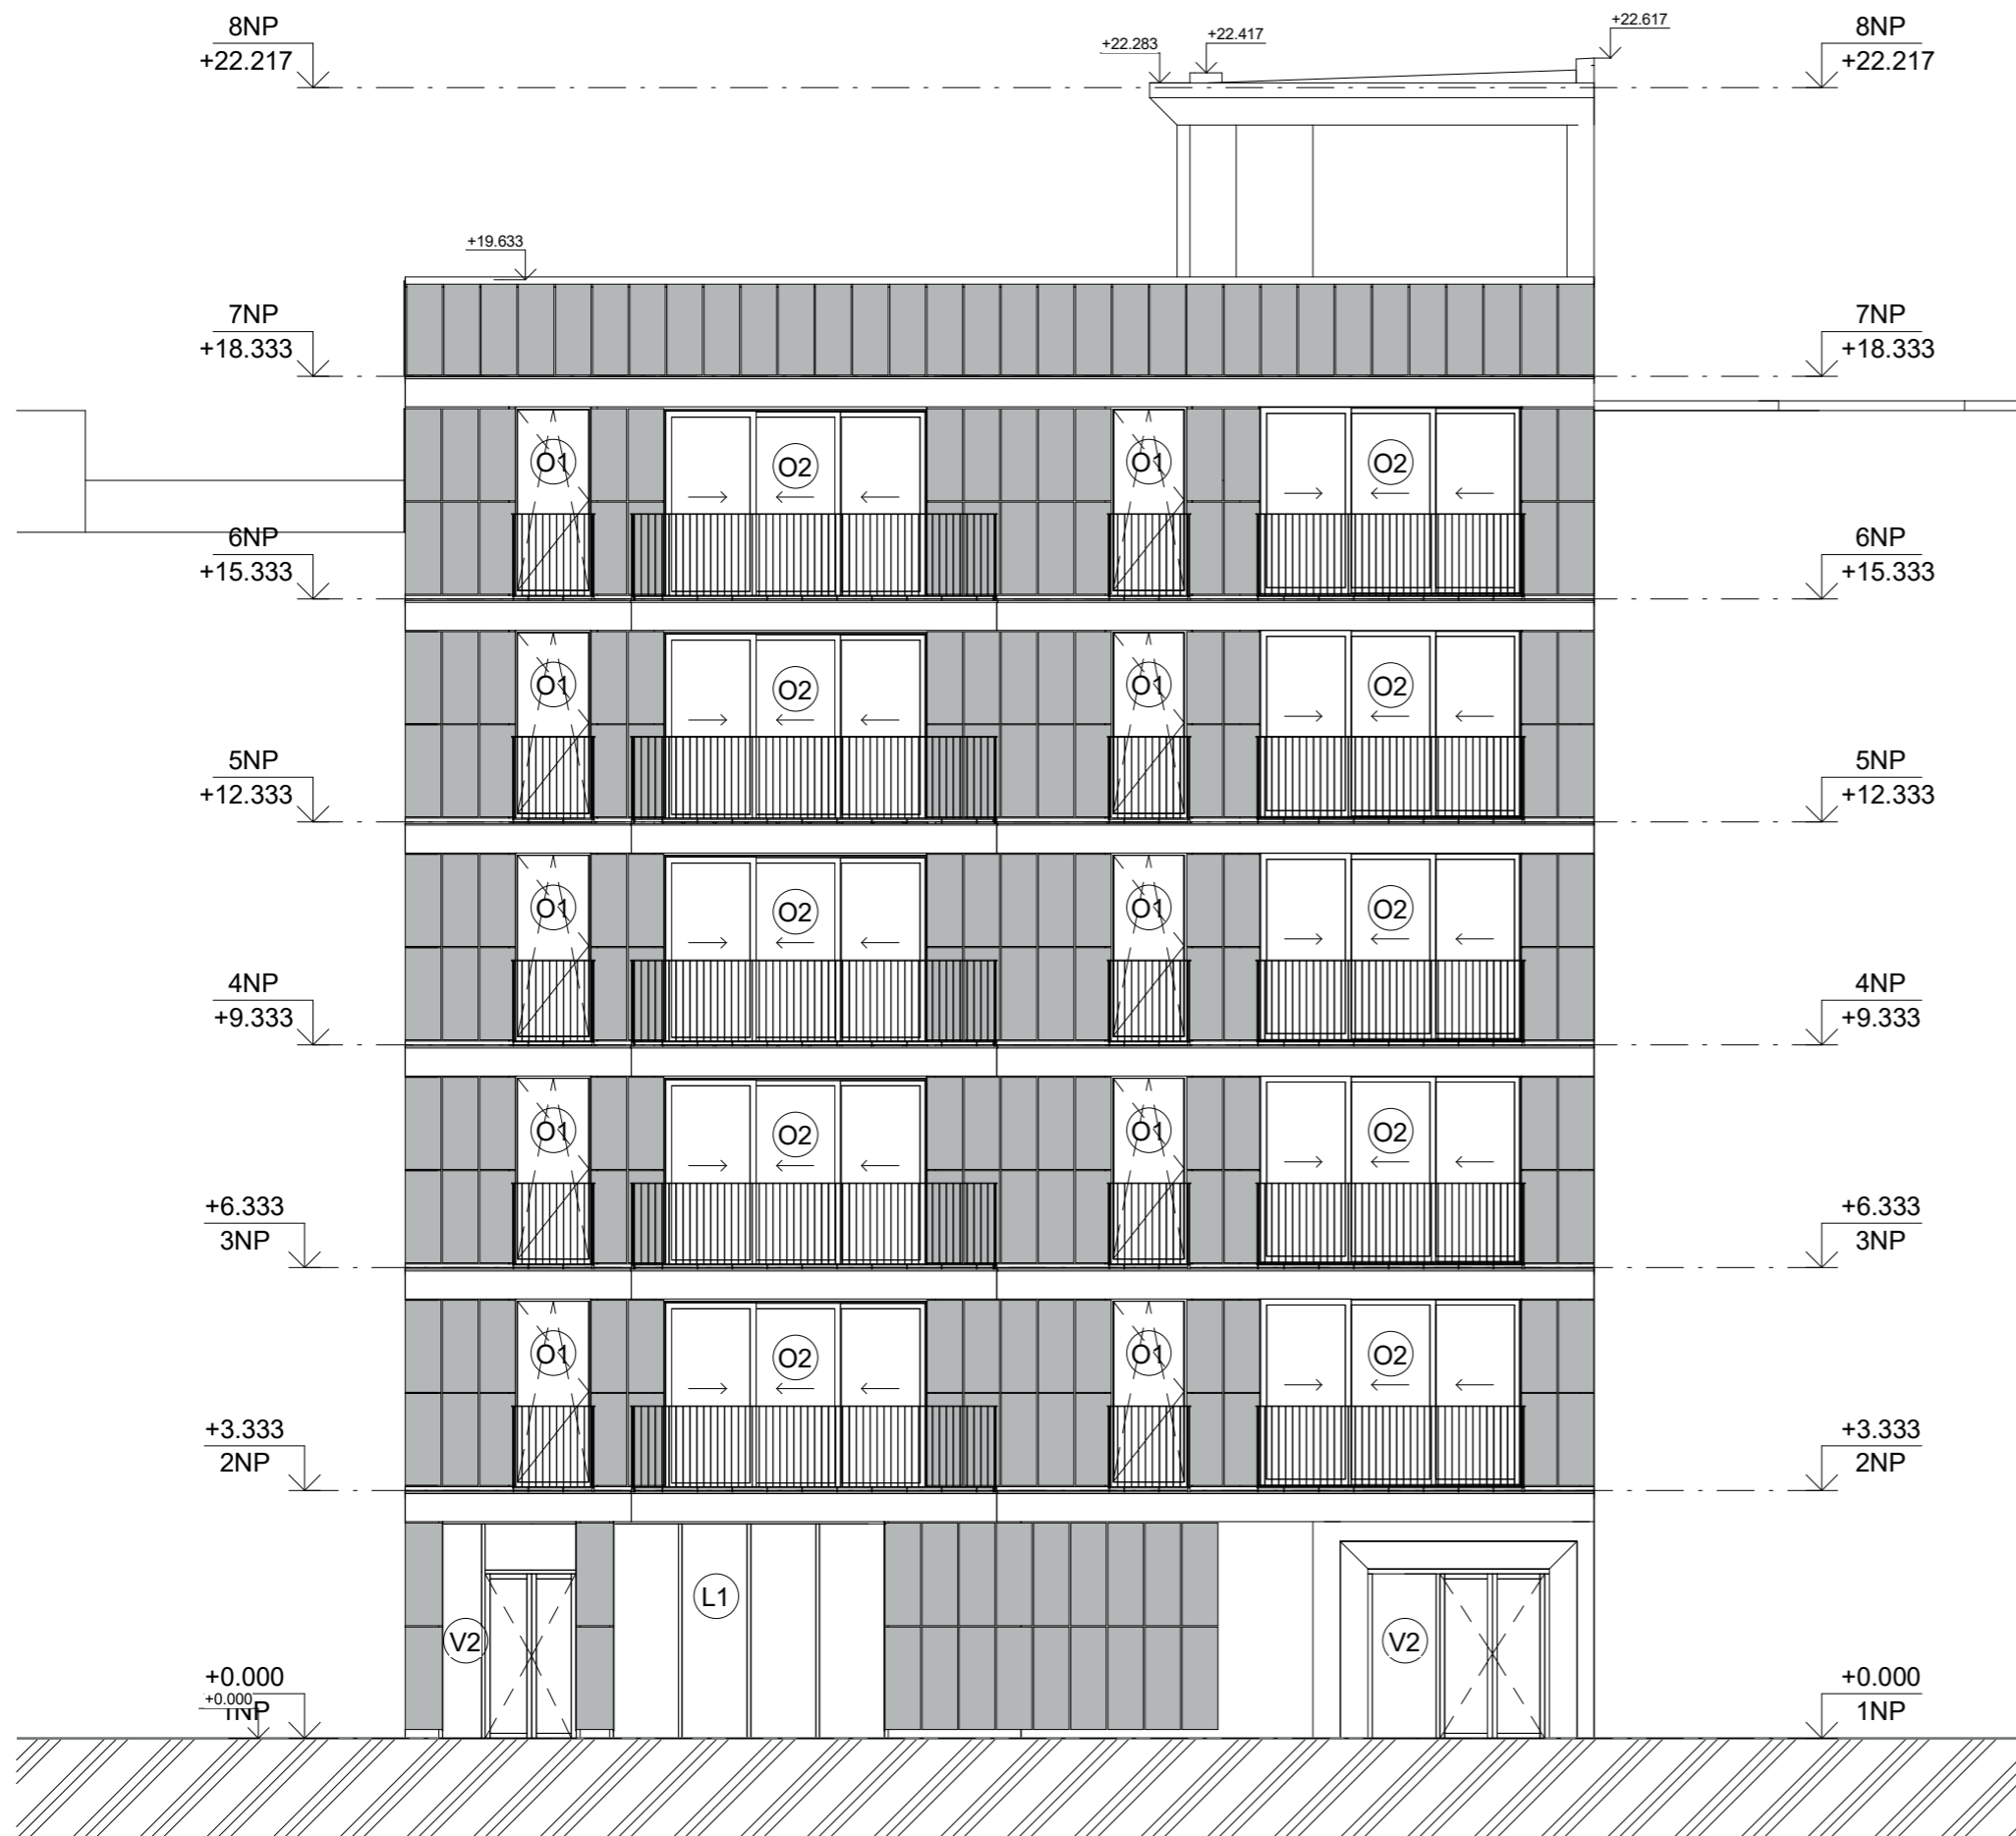 8NP
+22.217
+22.283
+22.417
+22.617
8NP
+22.217
+19.633
7NP
+18.333
7NP
+18.333
O1
O2
O1
O2
6NP
+15.333
6NP
+15.333
O1
O2
O1
O2
5NP
+12.333
5NP
+12.333
O1
O2
O1
O2
4NP
+9.333
4NP
+9.333
O1
O2
O1
O2
+6.333
3NP
+6.333
3NP
O1
O2
O1
O2
+3.333
2NP
+3.333
2NP
L1
V2
V2
+0.000
+0.000
1NP
+0.000
1NP